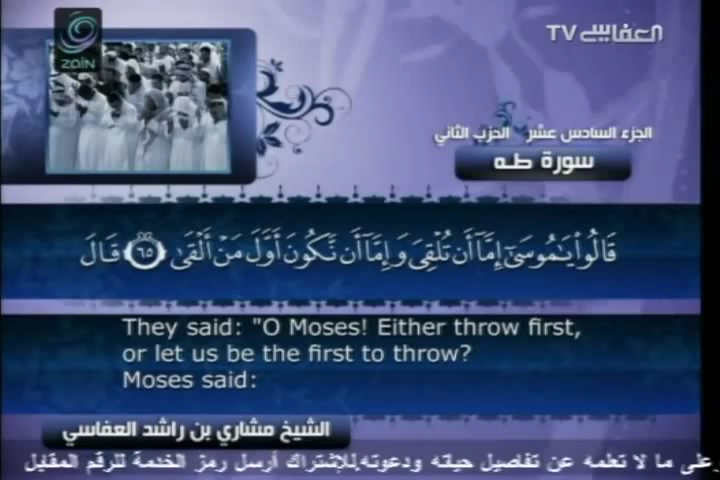 zain
العفاسي TV
الجزء السادس عشر الحزب الثاني
سورة طه
قَالُوا۟ يَـٰمُوسَىٰٓ إِمَّآ أَن تُلْقِىَ وَإِمَّآ أَن نَّكُونَ أَوَّلَ مَنْ أَلْقَىٰ ٦٥ قَالَ
They said: "O Moses! Either throw first,
or let us be the first to throw?
Moses said:
الشيخ مشاري بن راشد العفاسي
وعلى ما لا تعلمه عن تفاصيل حياته ودعوته.للإشتراك أرسل رمز الخدمة للرقم المقابل